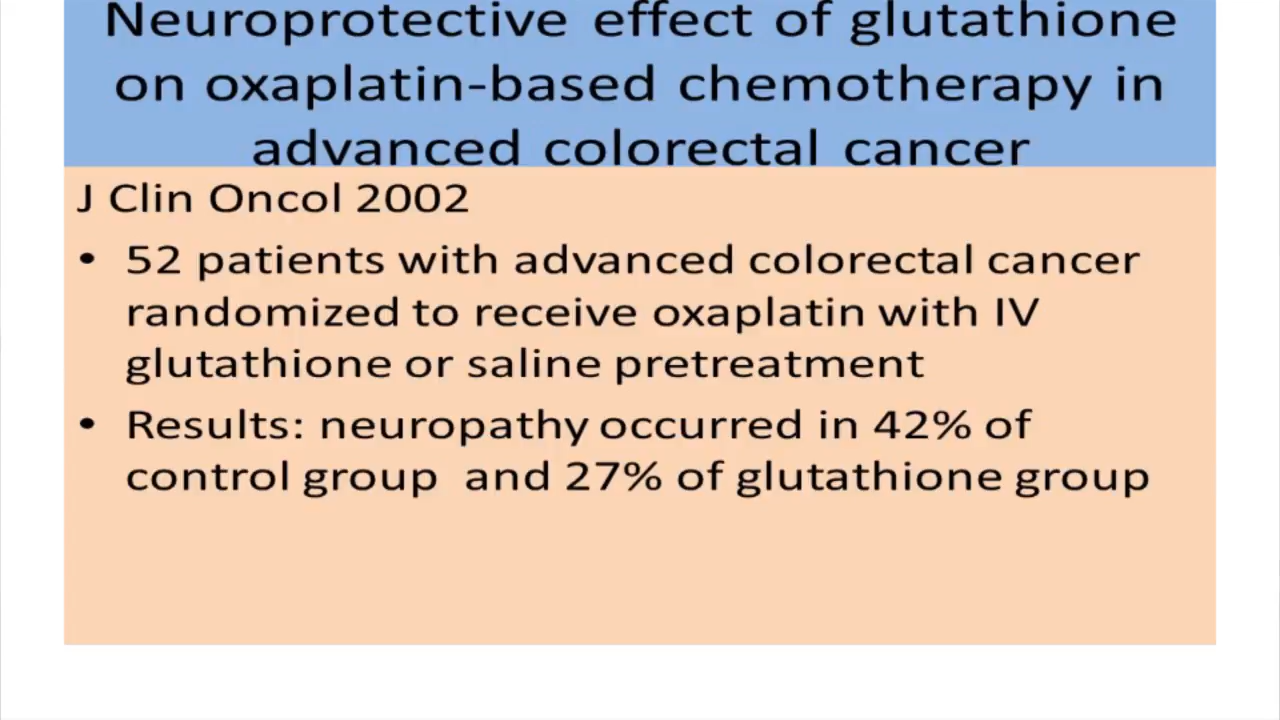 Neuroprotective effect of glutathione
on oxaplatin-based chemotherapy in
advanced colorectal cancer
J Clin Oncol 2002
• 52 patients with advanced colorectal cancer
randomized to receive oxaplatin with IV
glutathione or saline pretreatment
• Results: neuropathy occurred in 42% of
control group and 27% of glutathione group